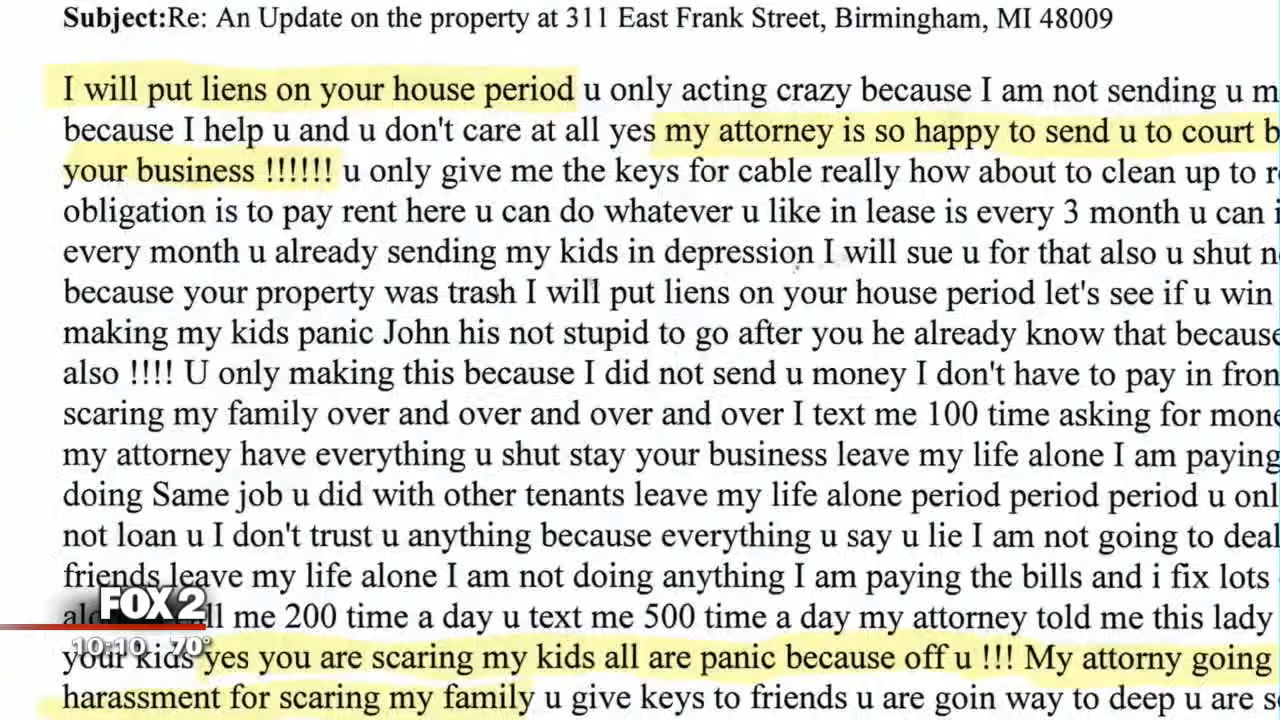 Subject:Re: An Update on the property at 311 East Frank Street, Birmingham, MI 48009
I will put liens on your house period u only acting crazy because I am not sending u m
because I help u and u don't care at all yes my attorney is so happy to send u to court b
your business !!!!!! u only give me the keys for cable really how about to clean up to r
obligation is to pay rent here u can do whatever u like in lease is every 3 month u can i
every month u already sending my kids in depression I will sue u for that also u shut n
because your property was trash I will put liens on your house period let's see if u win
making my kids panic John his not stupid to go after you he already know that because
also !!!! U only making this because I did not send u money I don't have to pay in fron
scaring my family over and over and over and over I text me 100 time asking for mone
my attorney have everything u shut stay your business leave my life alone I am paying
doing Same job u did with other tenants leave my life alone period period period u onl
not loan u I don't trust u anything because everything u say u lie I am not going to deal
friends leave my life alone I am not doing anything I am paying the bills and i fix lots
ll me 200 time a day u text me 500 time a day my attorney told me this lady
your kids yes you are scaring my kids all are panic because off u !!! My attorny going
harassment for scaring my family u give keys to friends u are goin way to deep u are s
FOX 2
10:10 70°